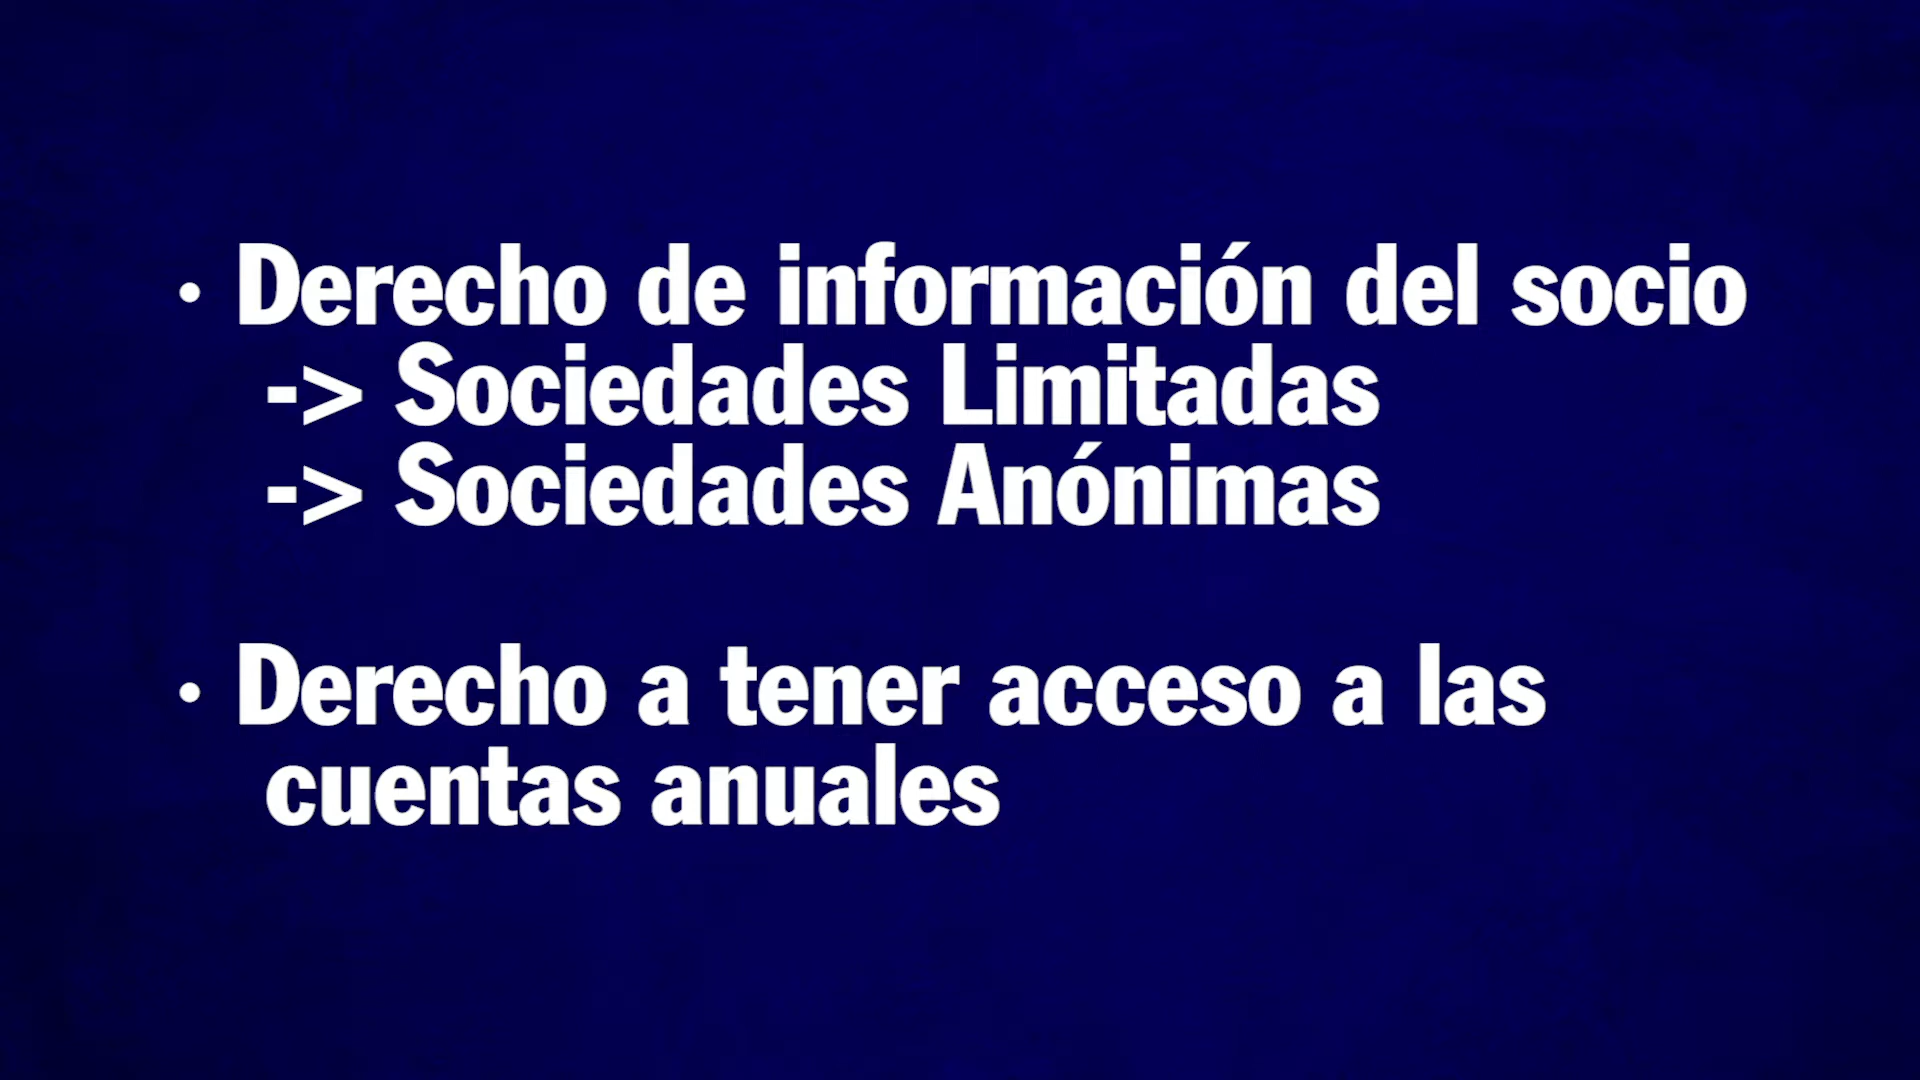 • Derecho de información del socio
-> Sociedades Limitadas
-> Sociedades Anónimas
• Derecho a tener acceso a las
cuentas anuales